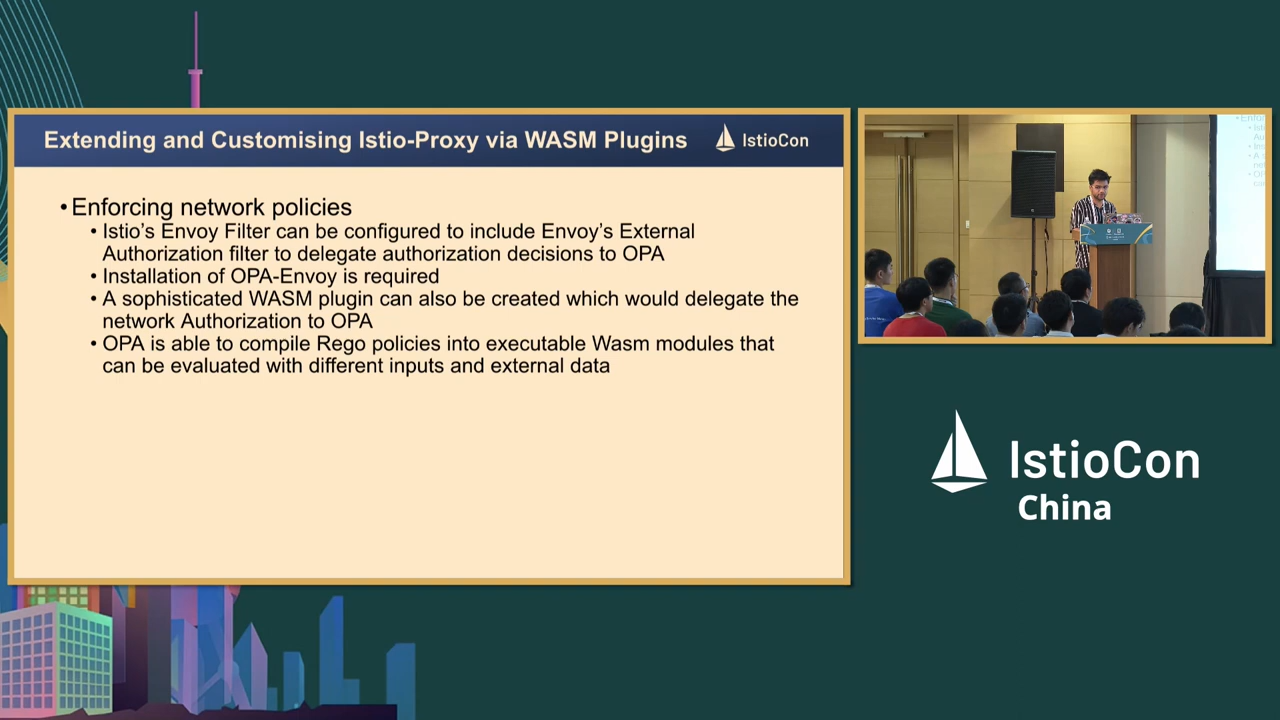 Extending and Customising Istio-Proxy via WASM Plugins
IstioCon
•Enforcing network policies
• Istio’s Envoy Filter can be configured to include Envoy’s External
Authorization filter to delegate authorization decisions to OPA
• Installation of OPA-Envoy is required
• A sophisticated WASM plugin can also be created which would delegate the
network Authorization to OPA
• OPA is able to compile Rego policies into executable Wasm modules that
can be evaluated with different inputs and external data
IstioCon
China